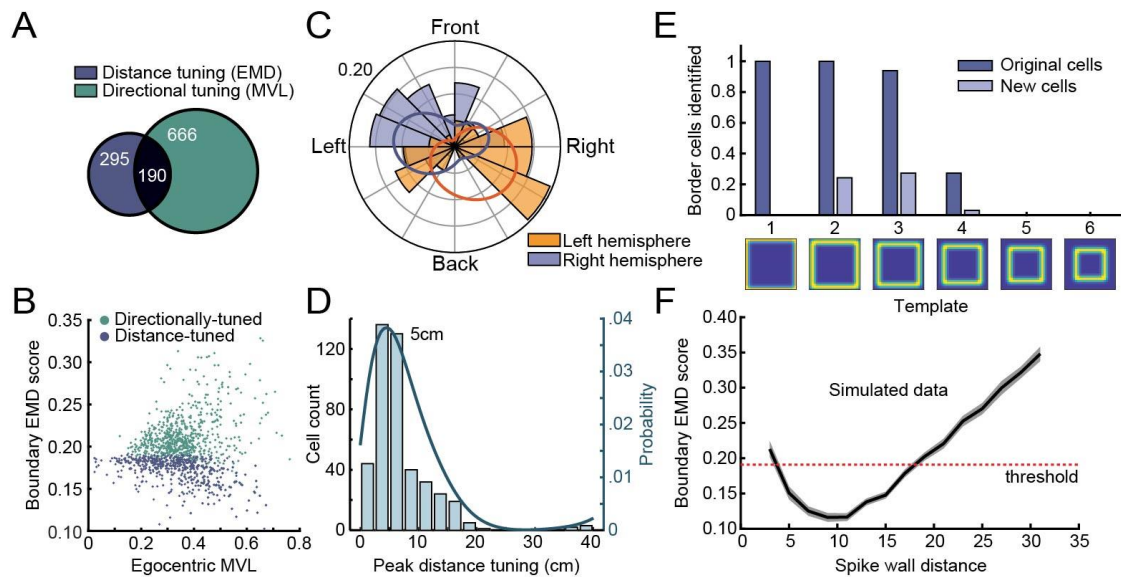 A
Distance tuning (EMD)
Directional tuning (MVL)
295
190
666
B
Boundary EMD score
0.35
0.30
0.25
0.20
0.15
0.10
Directionally-tuned
Distance-tuned
0
0.2
0.4
0.6
0.8
Egocentric MVL
C
Front
0.20
Left
Right
Back
Left hemisphere
Right hemisphere
D
Cell count
120
80
40
0
5cm
.04
.03
.02
.01
0
Probability
0
10
20
30
40
Peak distance tuning (cm)
E
Border cells identified
1
0.8
0.6
0.4
0.2
0
Original cells
New cells
1
2
3
4
5
6
Template
F
Boundary EMD score
0.40
0.35
0.30
0.25
0.20
0.15
0.10
Simulated data
threshold
0
5
10
15
20
25
30
35
Spike wall distance